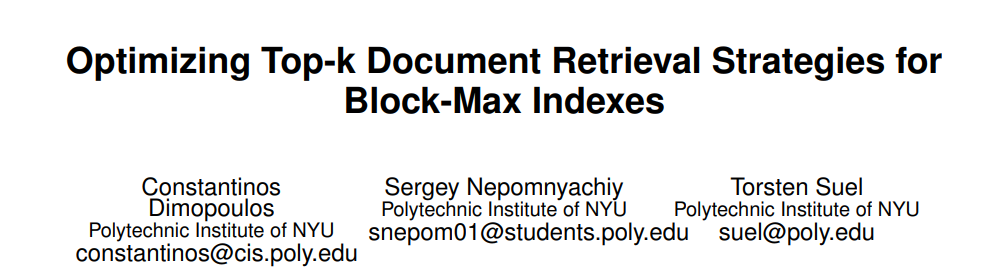 Optimizing Top-k Document Retrieval Strategies for
Block-Max Indexes
Constantinos
Dimopoulos
Polytechnic Institute of NYU
constantinos@cis.poly.edu
Sergey Nepomnyachiy
Polytechnic Institute of NYU
snepom01@students.poly.edu
Torsten Suel
Polytechnic Institute of NYU
suel@poly.edu